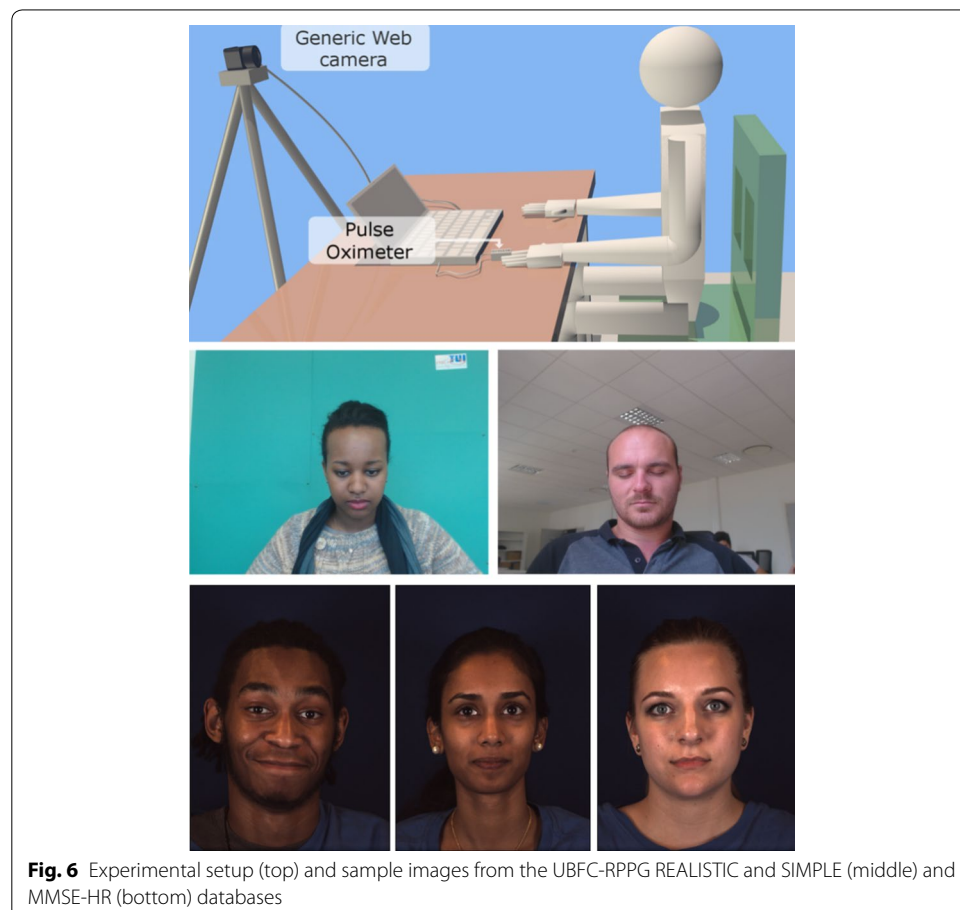 Generic Web
camera
Pulse
Oximeter
Fig. 6 Experimental setup (top) and sample images from the UBFC-RPPG REALISTIC and SIMPLE (middle) and
MMSE-HR (bottom) databases